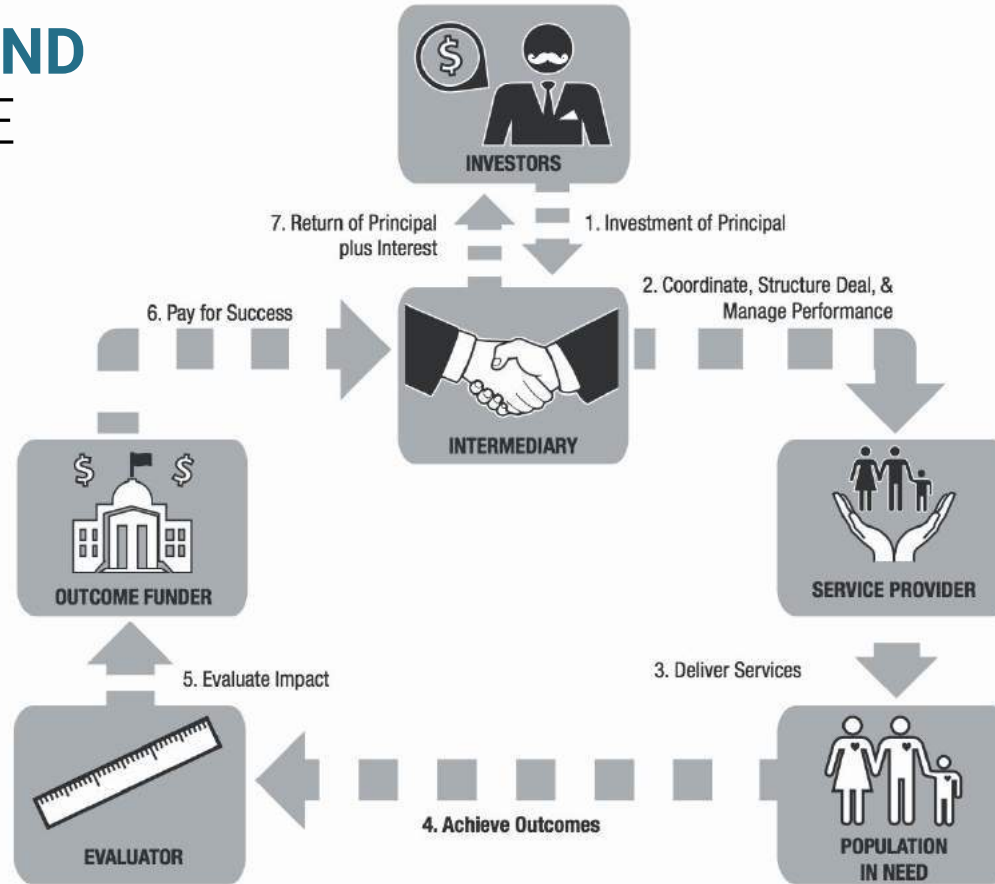 ND
E
$
INVESTORS
7. Return of Principal
plus Interest
1. Investment of Principal
2. Coordinate, Structure Deal, &
Manage Performance
6. Pay for Success
INTERMEDIARY
$ $
OUTCOME FUNDER
SERVICE PROVIDER
5. Evaluate Impact
3. Deliver Services
4. Achieve Outcomes
EVALUATOR
POPULATION
IN NEED